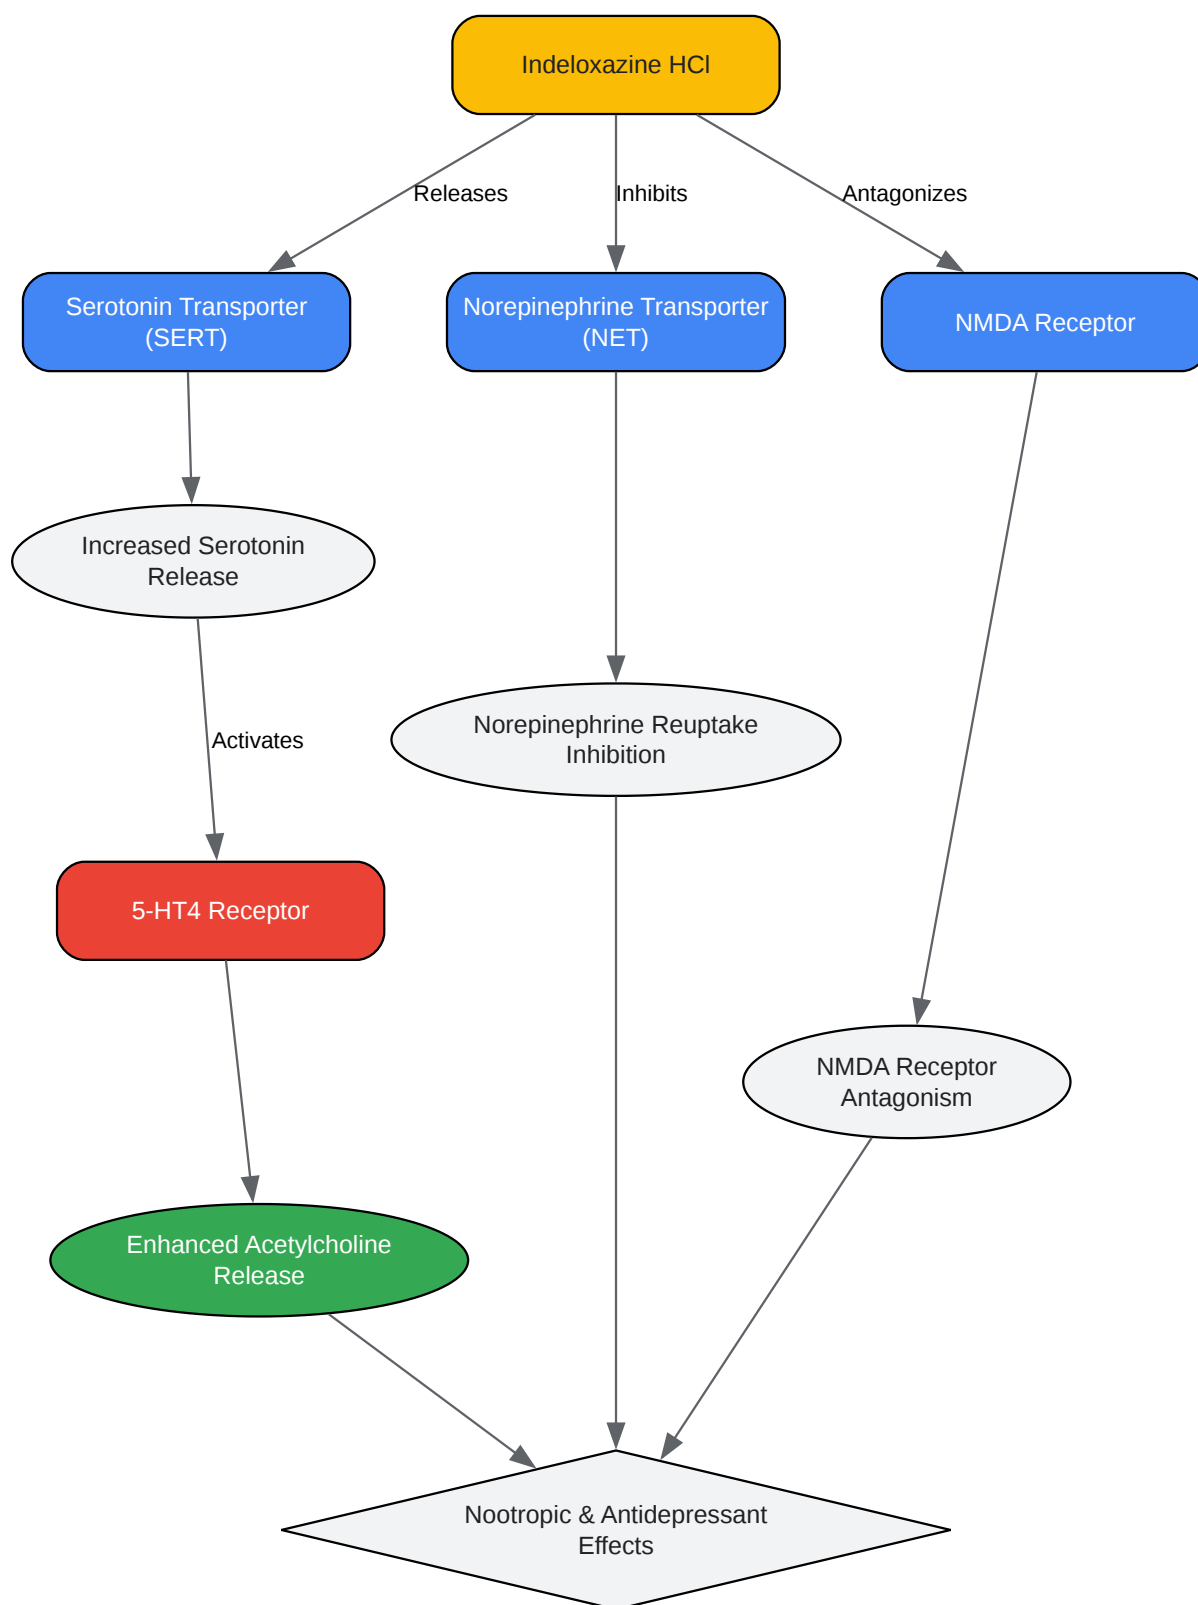 Indeloxazine HCl
Releases
Inhibits
Antagonizes
Serotonin Transporter
(SERT)
Norepinephrine Transporter
(NET)
NMDA Receptor
Increased Serotonin
Release
Norepinephrine Reuptake
Inhibition
Activates
5-HT4 Receptor
NMDA Receptor
Antagonism
Enhanced Acetylcholine
Release
Nootropic & Antidepressant
Effects